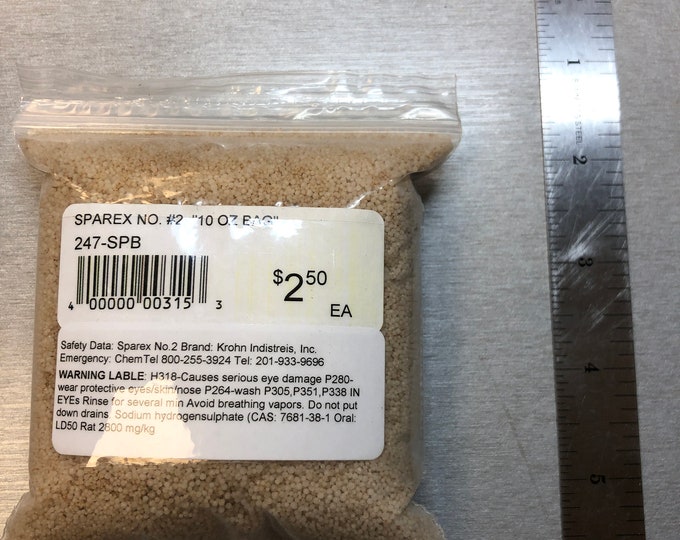 SPAREX NO. #2 "10 OZ BAG"
247-SPB
4 00000 00315 3
$2.50
EA
Safety Data: Sparex No.2 Brand: Krohn Indistreis, Inc.
Emergency: ChemTel 800-255-3924 Tel: 201-933-9696
WARNING LABLE: H318-Causes serious eye damage P280-
wear protective eyes/skin/nose P264-wash P305,P351,P338 IN
EYEs Rinse for several min Avoid breathing vapors. Do not put
down drains. Sodium hydrogensulphate (CAS: 7681-38-1 Oral:
LD50 Rat 2800 mg/kg
1
2
3
4
5